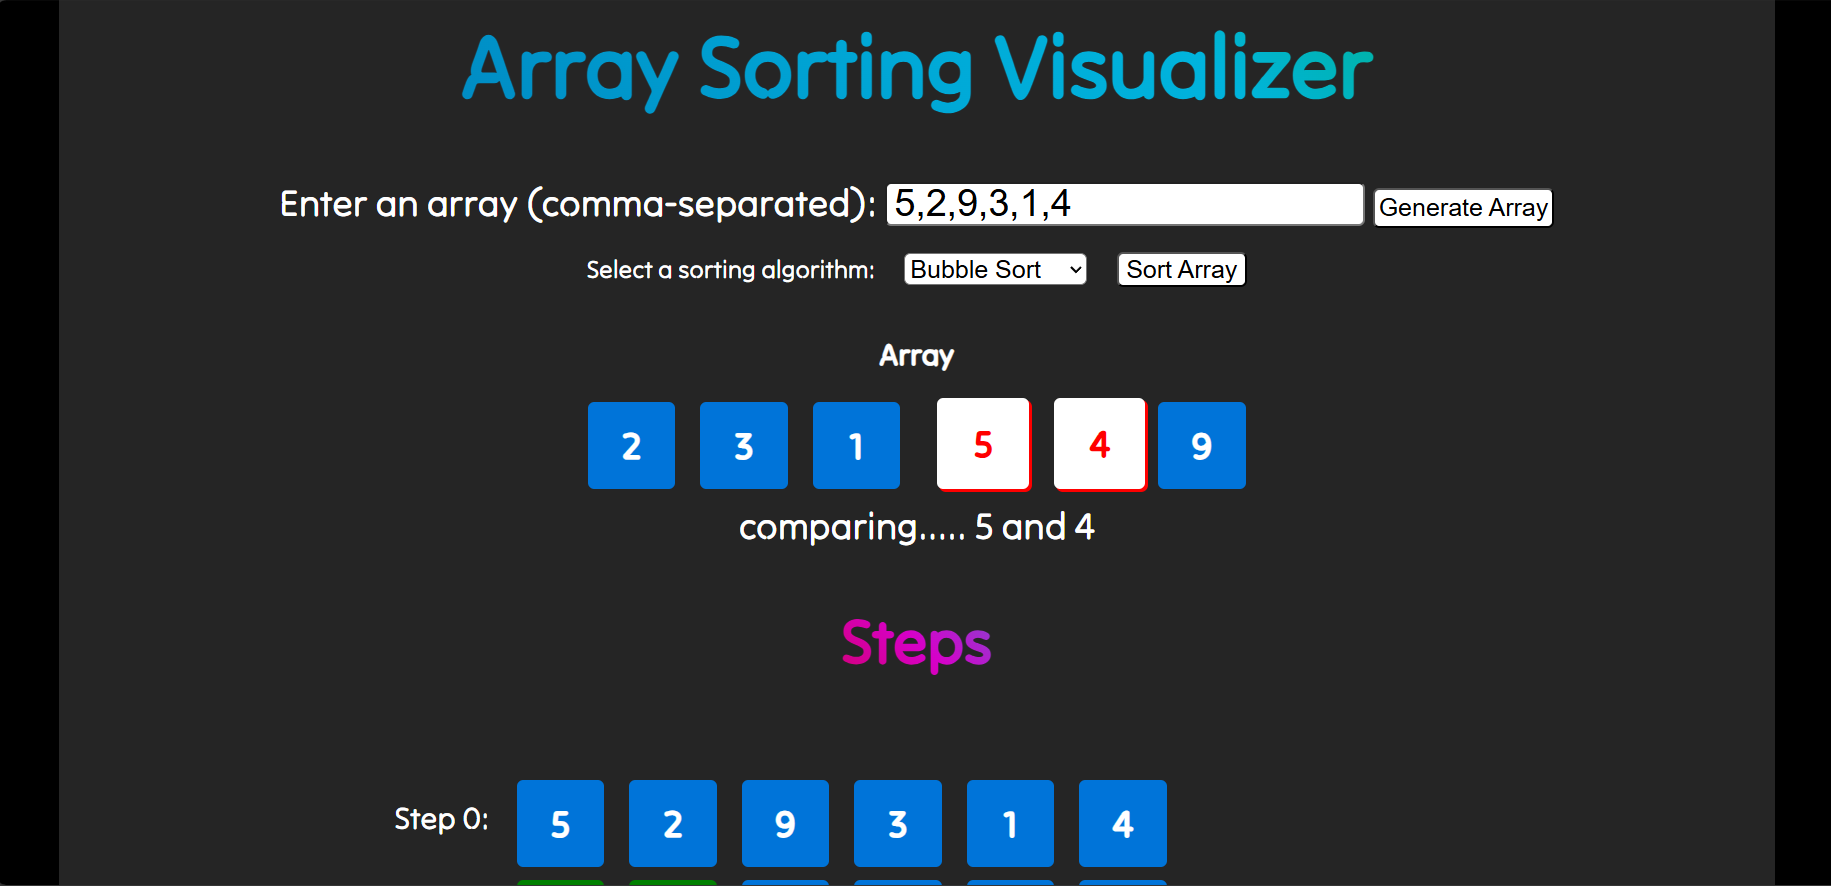 Array Sorting Visualizer
Enter an array (comma-separated): 5,2,9,3,1,4 Generate Array
Select a sorting algorithm: Bubble Sort Sort Array
Array
2 3 1 5 4 9
comparing..... 5 and 4
Steps
Step 0: 5 2 9 3 1 4